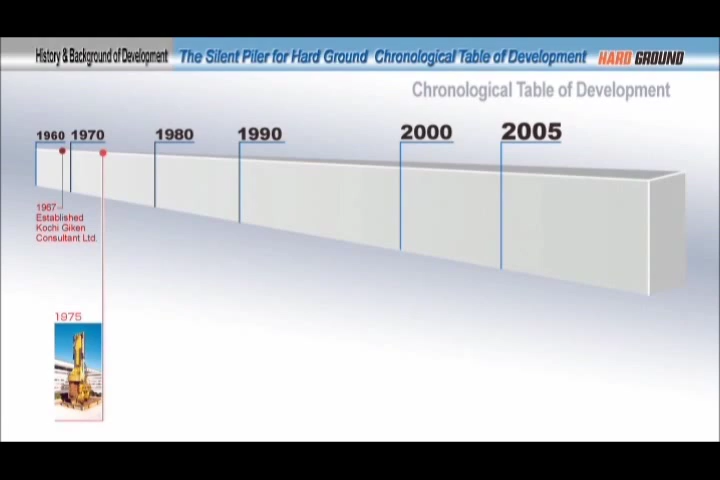 History & Background of Development
The Silent Piler for Hard Ground Chronological Table of Development
HARD GROUND
Chronological Table of Development
1960
1970
1980
1990
2000
2005
1967
Established
Kochi Giken
Consultant Ltd.
1975